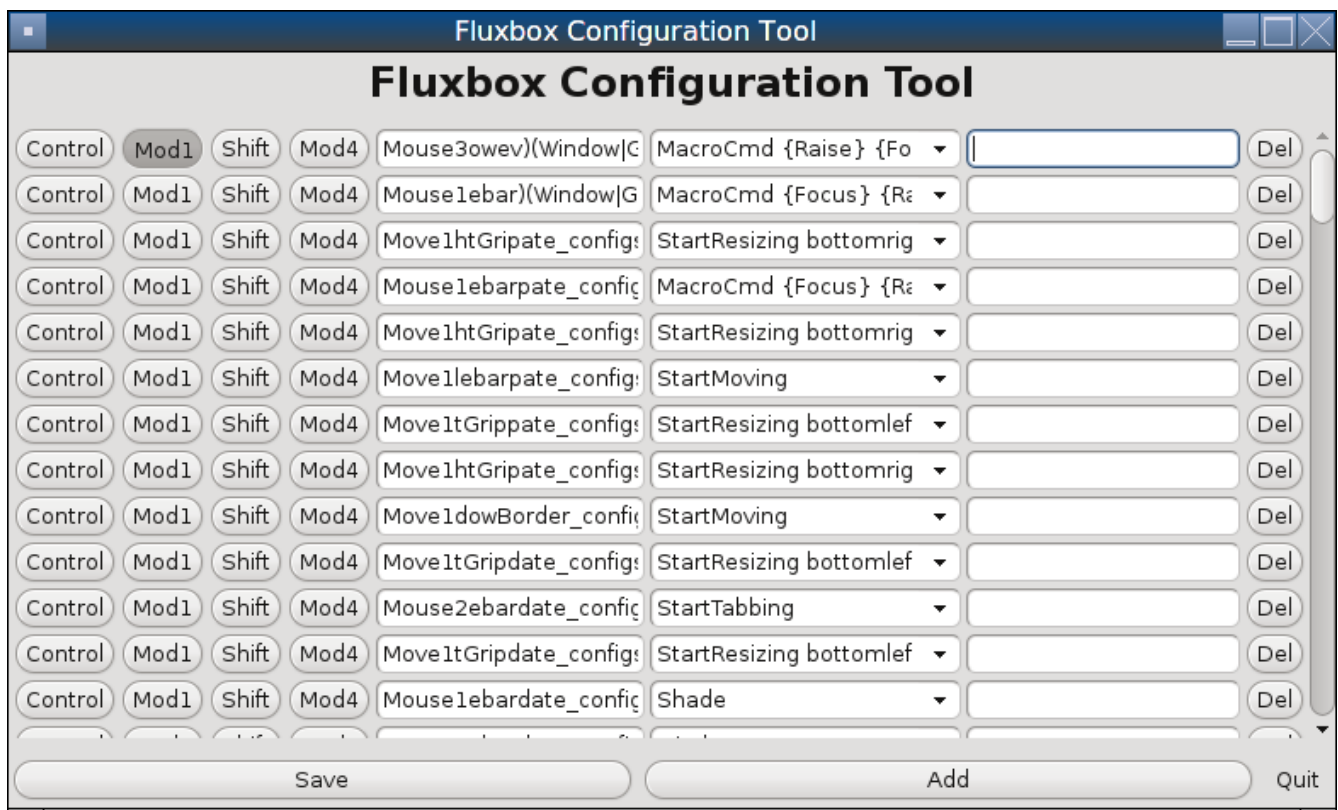 Fluxbox Configuration Tool
Fluxbox Configuration Tool
Control Mod1 Shift Mod4 Mouse3owev)(Window|G MacroCmd {Raise} {Fo Del
Control Mod1 Shift Mod4 Mouse1ebar)(Window|G MacroCmd {Focus} {Ra Del
Control Mod1 Shift Mod4 Move1htGripate_configs StartResizing bottomrig Del
Control Mod1 Shift Mod4 Mouse1ebarpate_config MacroCmd {Focus} {Ra Del
Control Mod1 Shift Mod4 Move1htGripate_configs StartResizing bottomrig Del
Control Mod1 Shift Mod4 Move1lebarpate_configs StartMoving Del
Control Mod1 Shift Mod4 Move1tGrippate_configs StartResizing bottomlef Del
Control Mod1 Shift Mod4 Move1htGripate_configs StartResizing bottomrig Del
Control Mod1 Shift Mod4 Move1dowBorder_config StartMoving Del
Control Mod1 Shift Mod4 Move1tGripdate_configs StartResizing bottomlef Del
Control Mod1 Shift Mod4 Mouse2ebardate_config StartTabbing Del
Control Mod1 Shift Mod4 Move1tGripdate_configs StartResizing bottomlef Del
Control Mod1 Shift Mod4 Mouse1ebardate_config Shade Del
Save Add Quit